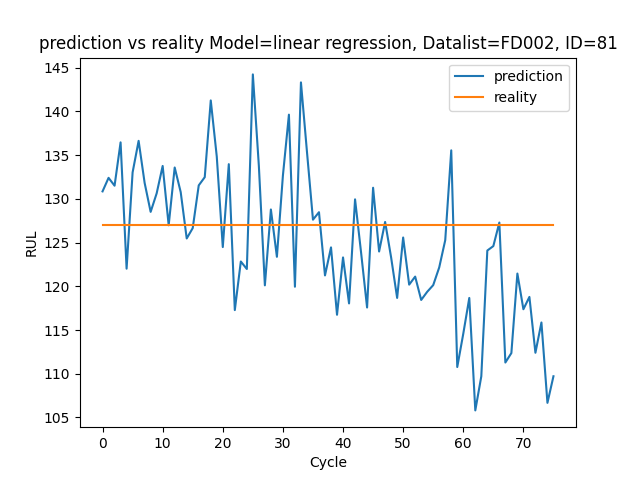 prediction vs reality Model=linear regression, Datalist=FD002, ID=81
145
140
135
130
125
120
115
110
105
RUL
prediction
reality
0 10 20 30 40 50 60 70
Cycle